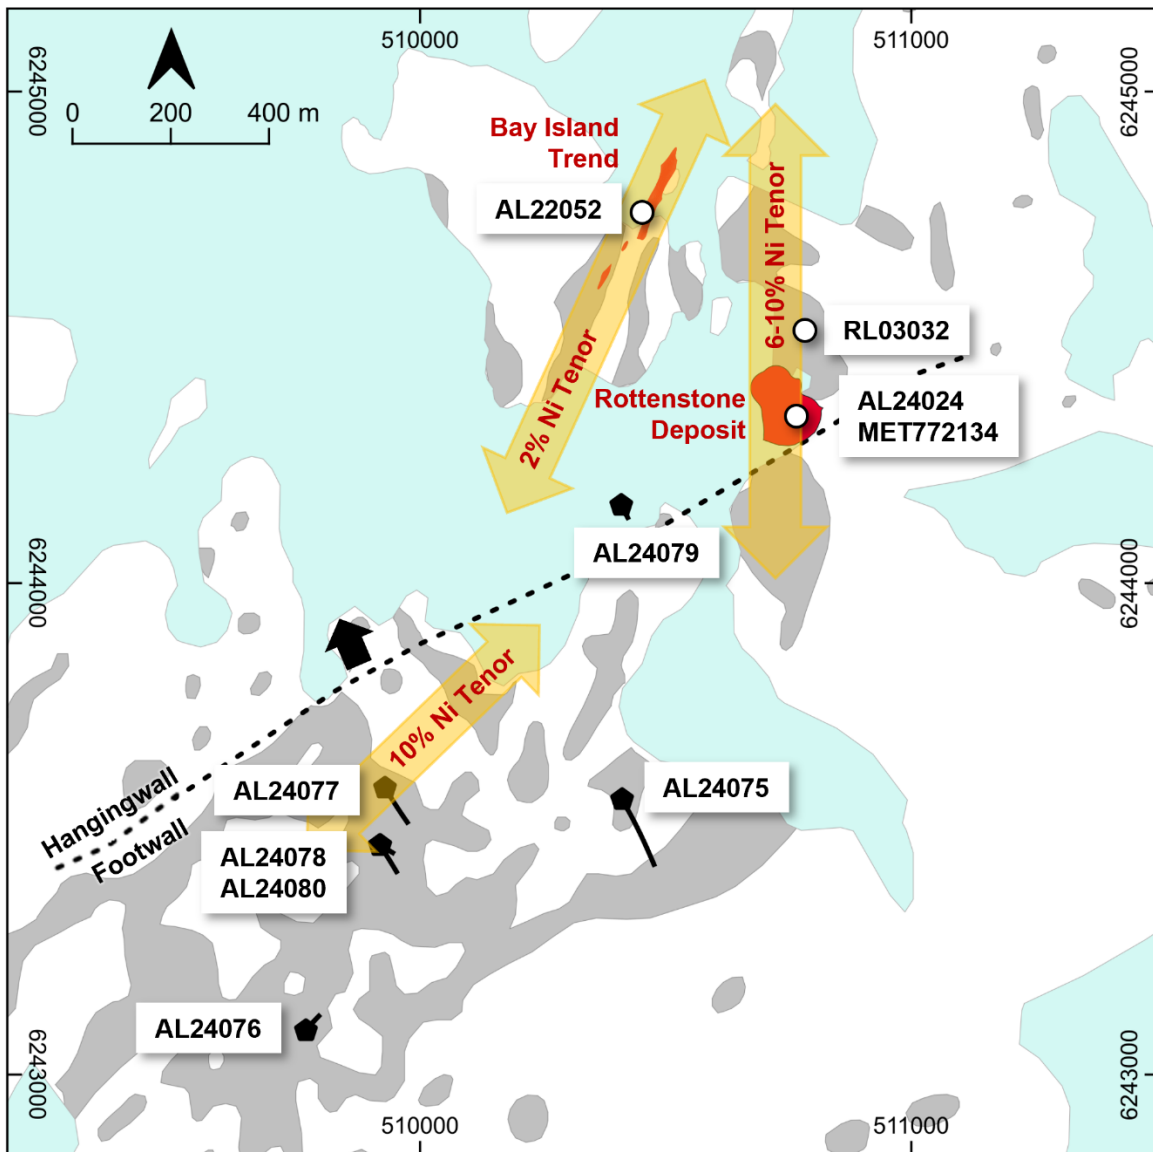 510000
511000
6245000
6245000
0 200 400 m
Bay Island
Trend
AL22052
6-10% Ni Tenor
RL03032
2% Ni Tenor
Rottenstone
Deposit
AL24024
MET772134
AL24079
6244000
6244000
10% Ni Tenor
Hangingwall
Footwall
AL24077
AL24075
AL24078
AL24080
AL24076
6243000
6243000
510000
511000